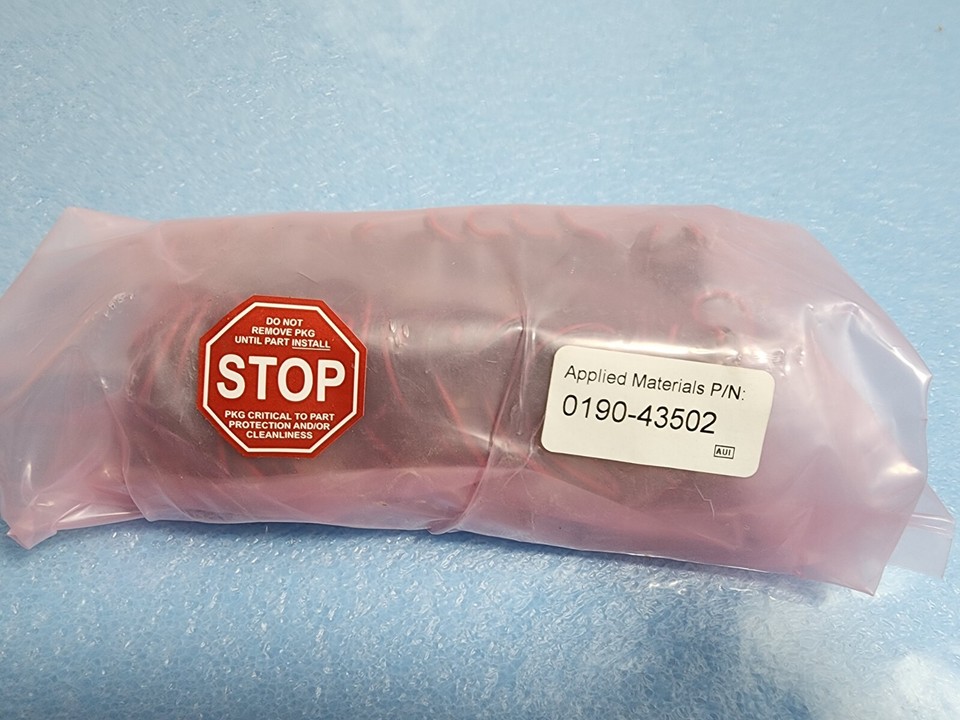 DO NOT
REMOVE PKG
UNTIL PART INSTALL
STOP
PKG CRITICAL TO PART
PROTECTION AND/OR
CLEANLINESS
Applied Materials P/N:
0190-43502
AUI